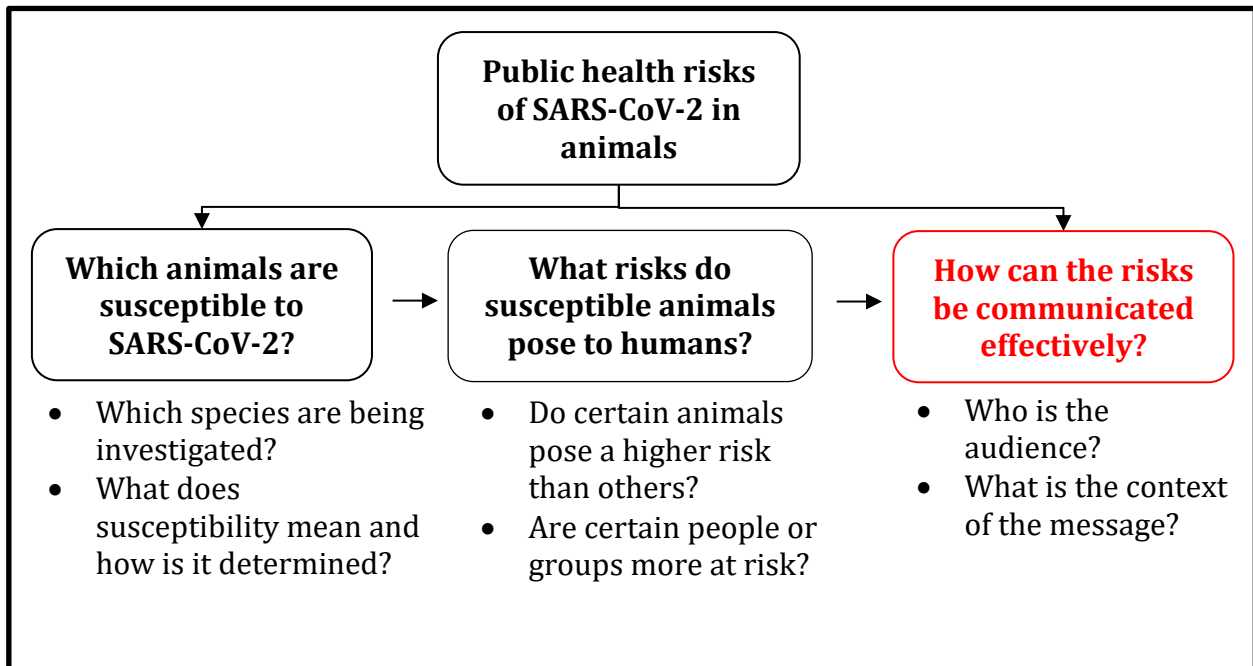 Public health risks
of SARS-CoV-2 in
animals
Which animals are
susceptible to
SARS-CoV-2?
What risks do
susceptible animals
pose to humans?
How can the risks
be communicated
effectively?
• Which species are being
investigated?
• What does
susceptibility mean and
how is it determined?
• Do certain animals
pose a higher risk
than others?
• Are certain people or
groups more at risk?
• Who is the
audience?
• What is the context
of the message?